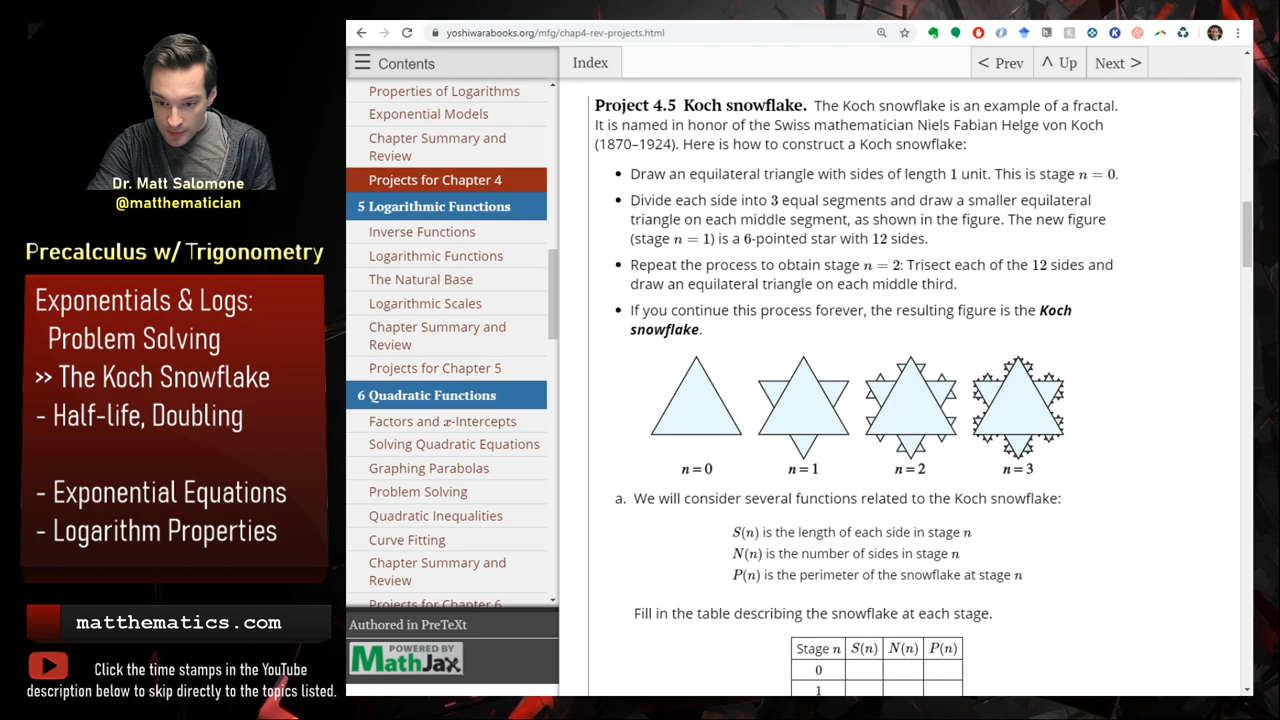 Dr. Matt Salomone
@matthematician
Precalculus w/ Trigonometry
Exponentials & Logs:
Problem Solving
>> The Koch Snowflake
- Half-life, Doubling
- Exponential Equations
- Logarithm Properties
matthematics.com
Click the time stamps in the YouTube
description below to skip directly to the topics listed.
yoshiwarabooks.org/mfg/chap4-rev-projects.html
Contents
Index
< Prev
^ Up
Next >
Properties of Logarithms
Exponential Models
Chapter Summary and
Review
Projects for Chapter 4
5 Logarithmic Functions
Inverse Functions
Logarithmic Functions
The Natural Base
Logarithmic Scales
Chapter Summary and
Review
Projects for Chapter 5
6 Quadratic Functions
Factors and x-Intercepts
Solving Quadratic Equations
Graphing Parabolas
Problem Solving
Quadratic Inequalities
Curve Fitting
Chapter Summary and
Review
Projects for Chapter 6
Authored in PreTeXt
POWERED BY
MathJax
Project 4.5 Koch snowflake. The Koch snowflake is an example of a fractal.
It is named in honor of the Swiss mathematician Niels Fabian Helge von Koch
(1870–1924). Here is how to construct a Koch snowflake:
• Draw an equilateral triangle with sides of length 1 unit. This is stage n = 0.
• Divide each side into 3 equal segments and draw a smaller equilateral
triangle on each middle segment, as shown in the figure. The new figure
(stage n = 1) is a 6-pointed star with 12 sides.
• Repeat the process to obtain stage n = 2: Trisect each of the 12 sides and
draw an equilateral triangle on each middle third.
• If you continue this process forever, the resulting figure is the Koch
snowflake.
n = 0 n = 1 n = 2 n = 3
a. We will consider several functions related to the Koch snowflake:
S(n) is the length of each side in stage n
N(n) is the number of sides in stage n
P(n) is the perimeter of the snowflake at stage n
Fill in the table describing the snowflake at each stage.
Stage n S(n) N(n) P(n)
0
1